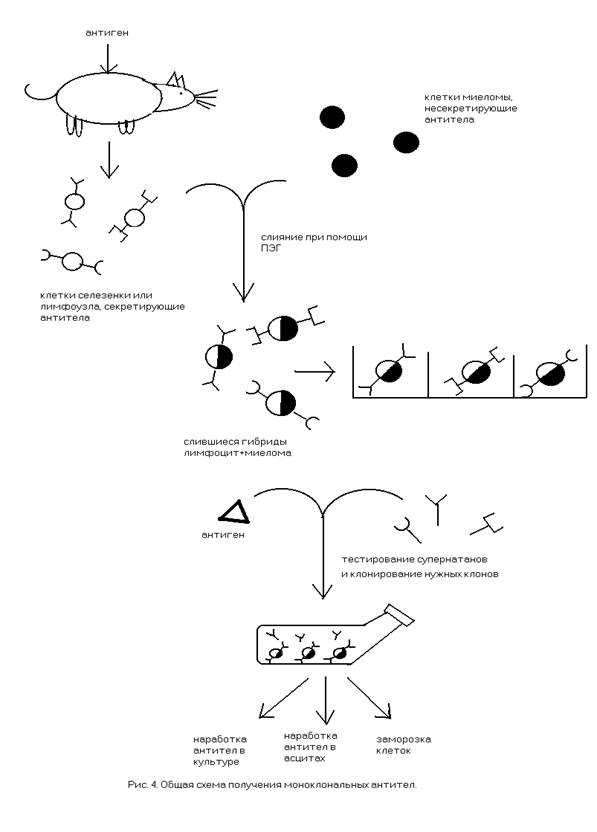 антиген
клетки миеломы,
несекретирующие
антитела
слияние при помощи
ПЭГ
клетки селезенки или
лимфоузла, секретирующие
антитела
слившиеся гибриды
лимфоцит+миелома
антиген
тестирование супернатанов
и клонирование нужных клонов
наработка
антител в
культуре
наработка
антител в
асцитах
заморозка
клеток
Рис. 4. Общая схема получения моноклональных антител.